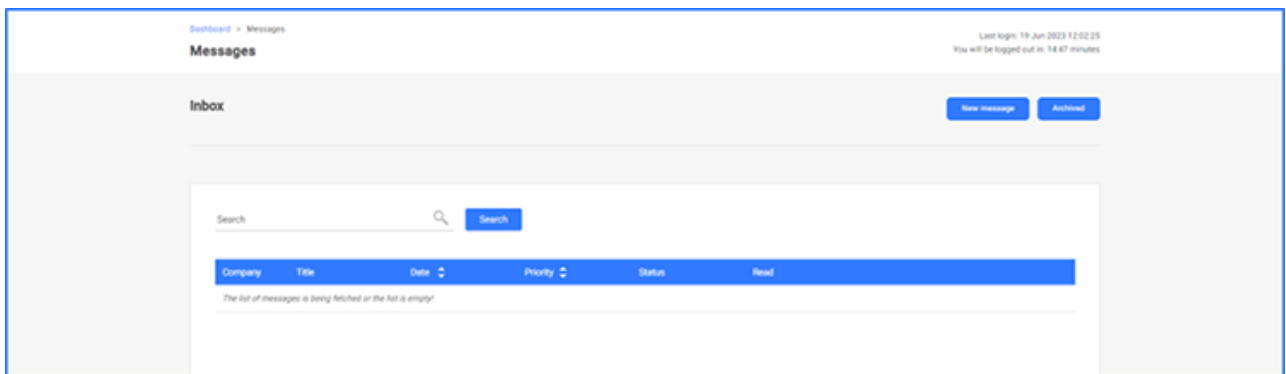 Dashboard > Messages
Messages
Last login: 19 Jun 2023 12:02:25
You will be logged out in: 14:47 minutes
Inbox
New message
Archived
Search
Search
Company Title Date Priority Status Read
The list of messages is being fetched or the list is empty!